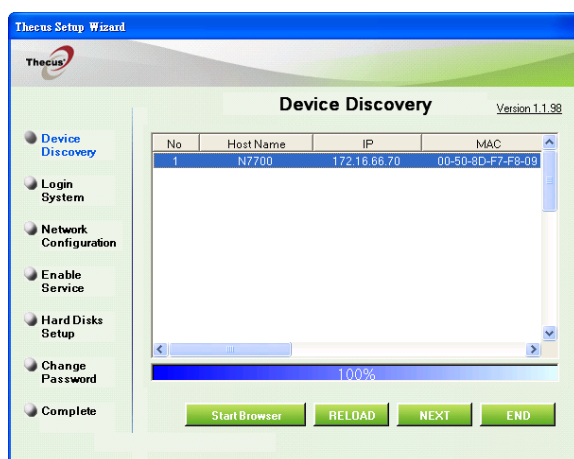 Thecus Setup Wizard
Thecus
Device Discovery
Version 1.1.98
Device
Discovery
Login
System
Network
Configuration
Enable
Service
Hard Disks
Setup
Change
Password
Complete
No Host Name IP MAC
1 N7700 172.16.66.70 00-50-8D-F7-F8-09
100%
Start Browser RELOAD NEXT END